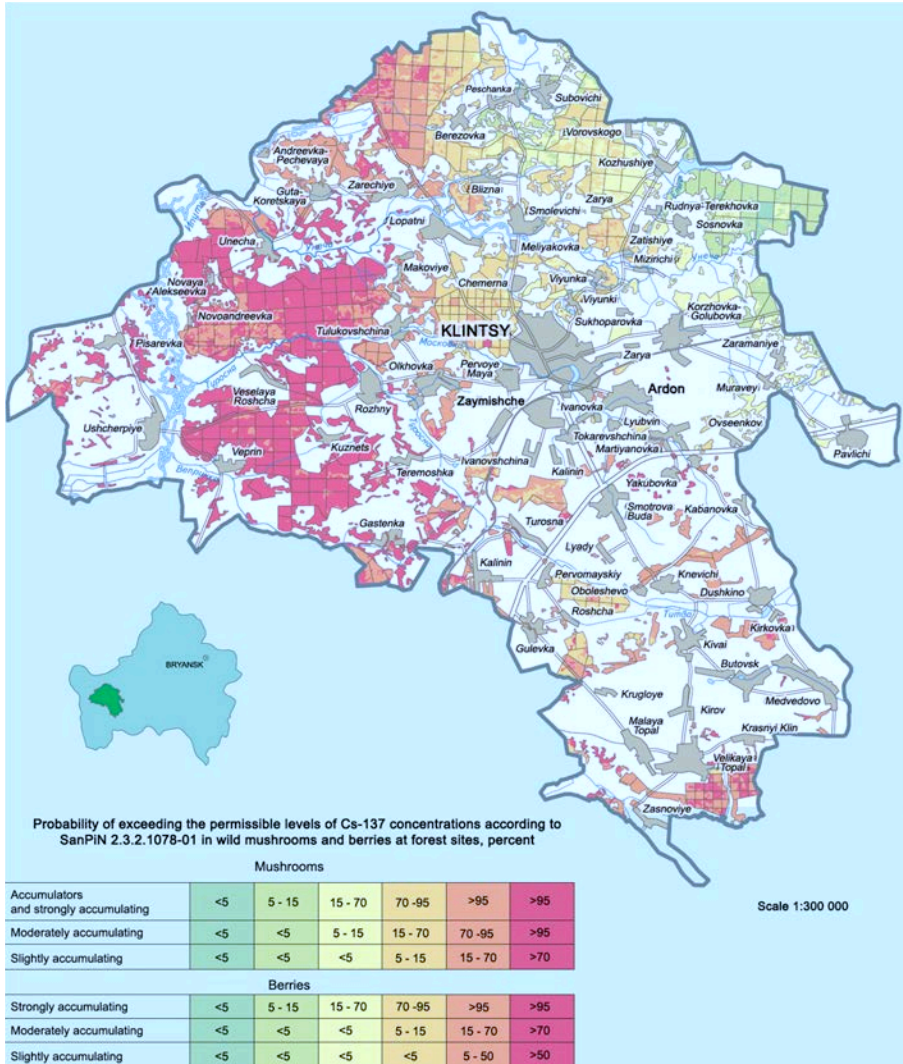 Peschanka
Subovichi
Berezovka
Vorovskogo
Andreevka-
Pechevaya
Kozhushiye
Zarechiye
Guta-
Koretskaya
Blizna
Zarya
Rudnya-Terekhovka
Smolevichi
Sosnovka
Lopatni
Unecha
Meliyakovka
Zatishiye
Mizirichi
Makoviye
Novaya
Alekseevka
Chemerna
Viyunka
Viyunki
Korzhovka-
Golubovka
Novoandreevka
Tulukovshchina
KLINTSY
Sukhoparovka
Pisarevka
Zaramaniye
Olkhovka
Pervoye
Maya
Zarya
Veselaya
Roshcha
Rozhny
Zaymishche
Ivanovka
Ardon
Muravey
Ushcherpiye
Lyubvin
Ovseenkov
Tokarevshchina
Martiyanovka
Veprin
Kuznets
Ivanovshchina
Pavlichi
Teremoshka
Kalinin
Yakubovka
Smotrova
Buda
Kabanovka
Turosna
Gastenka
Lyady
Kalinin
Pervomayskiy
Knevichi
Oboleshevo
Dushkino
Roshcha
Kirkovka
Gulevka
Kivai
Butovsk
BRYANSK
Krugloye
Medvedovo
Kirov
Malaya
Topal
Krasnyi Klin
Velikaya
Topal
Zasnoviye
Probability of exceeding the permissible levels of Cs-137 concentrations according to
SanPiN 2.3.2.1078-01 in wild mushrooms and berries at forest sites, percent
Mushrooms
Scale 1:300 000
Accumulators
and strongly accumulating <5 5 - 15 15 - 70 70 -95 >95 >95
Moderately accumulating <5 <5 5 - 15 15 - 70 70 -95 >95
Slightly accumulating <5 <5 <5 5 - 15 15 - 70 >70
Berries
Strongly accumulating <5 5 - 15 15 - 70 70 -95 >95 >95
Moderately accumulating <5 <5 <5 5 - 15 15 - 70 >70
Slightly accumulating <5 <5 <5 <5 5 - 50 >50